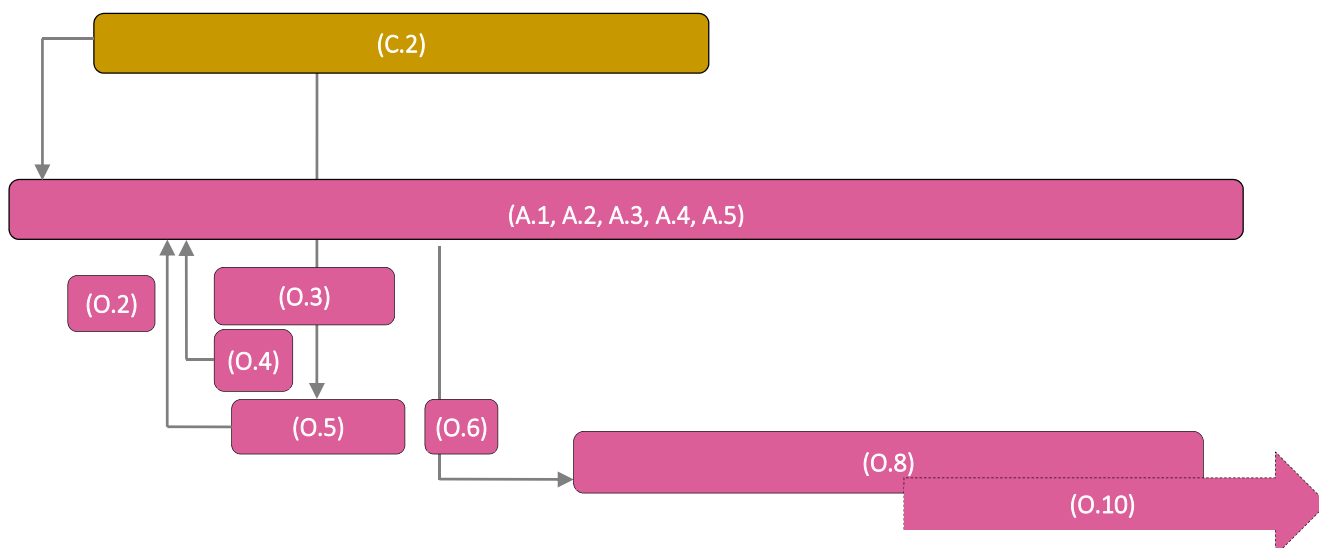 (C.2)
(A.1, A.2, A.3, A.4, A.5)
(O.2)
(O.3)
(O.4)
(O.5)
(O.6)
(O.8)
(O.10)